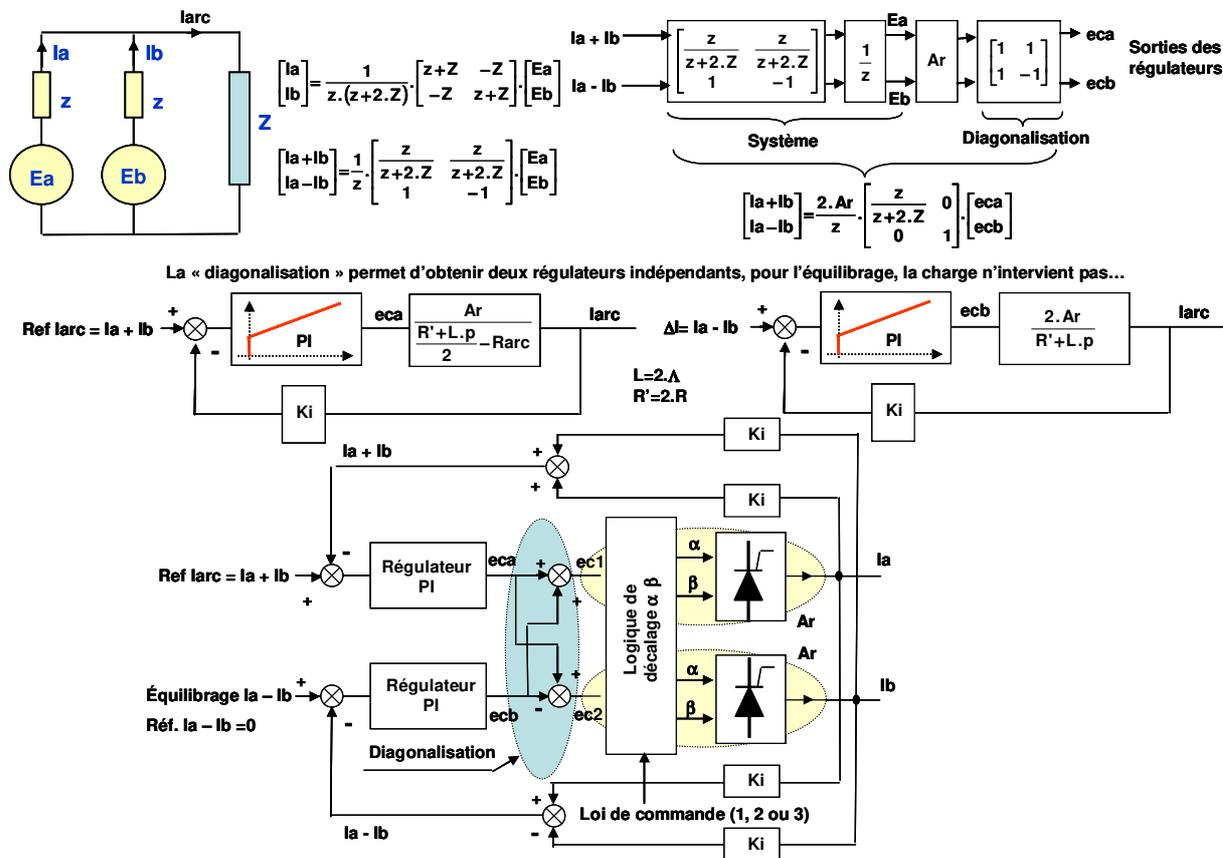 Iarc
Ia
Ib
z
z
Z
Ea
Eb
[Ia Ib] = 1/(z.(z+2.Z)) . [z+Z −Z; −Z z+Z] . [Ea Eb]
[Ia+Ib Ia−Ib] = 1/z . [z/(z+2.Z) z/(z+2.Z); 1 −1] . [Ea Eb]
Ia + Ib
Ia - Ib
[z/(z+2.Z) z/(z+2.Z); 1 −1]
1/z
Ea
Eb
Ar
[1 1; 1 −1]
eca
ecb
Sorties des
régulateurs
Système
Diagonalisation
[Ia+Ib Ia−Ib] = 2.Ar/z . [z/(z+2.Z) 0; 0 1] . [eca ecb]
La « diagonalisation » permet d'obtenir deux régulateurs indépendants, pour l'équilibrage, la charge n'intervient pas…
Ref Iarc = Ia + Ib
+
-
PI
eca
Ar/((R'+L.p)/2 −Rarc)
Iarc
Ki
L=2.Λ
R'=2.R
ΔI= Ia - Ib
+
-
PI
ecb
2.Ar/(R'+L.p)
Iarc
Ki
Ki
Ia + Ib
+
+
Ki
Ref Iarc = Ia + Ib
-
+
Régulateur
PI
eca
+
+
ec1
Logique de
décalage α β
α
β
Ar
Ia
Équilibrage Ia – Ib
Réf. Ia – Ib =0
+
-
Régulateur
PI
ecb
+
-
ec2
α
β
Ar
Ib
Diagonalisation
Ki
+
-
Loi de commande (1, 2 ou 3)
Ia - Ib
Ki